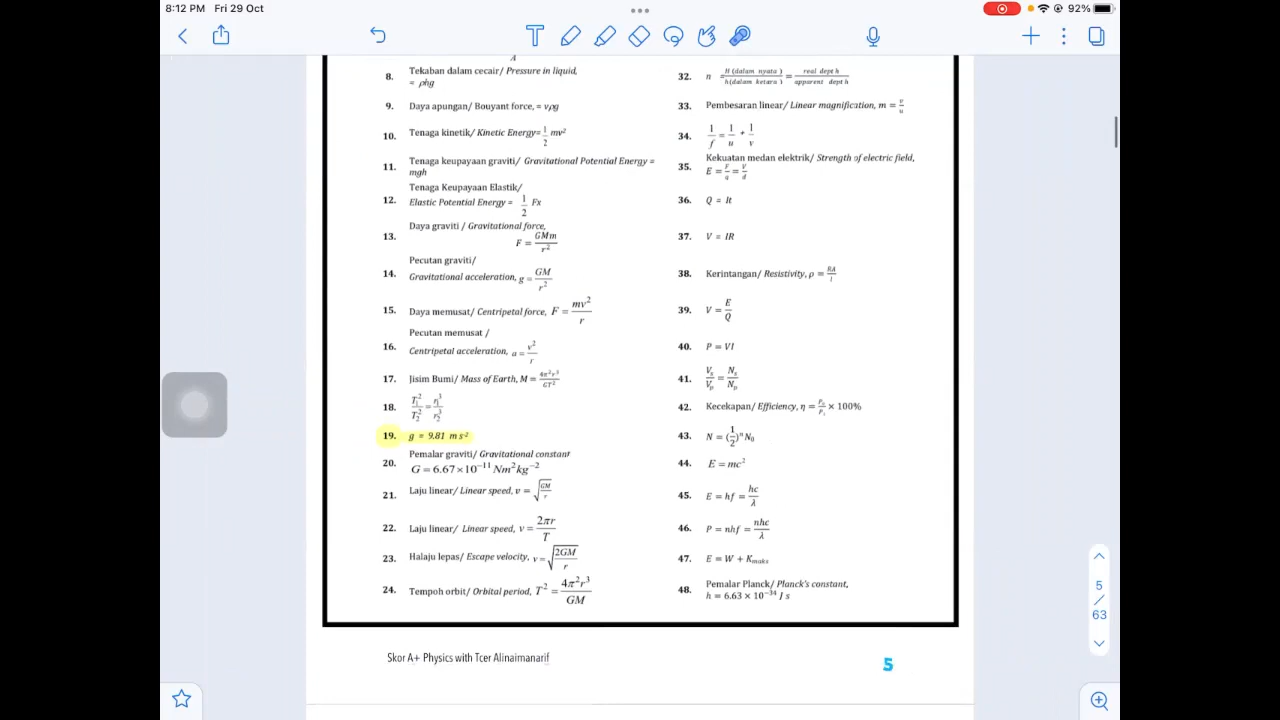 8:12 PM Fri 29 Oct
92%
A
8. Tekaban dalam cecair/ Pressure in liquid,
= ρhg
9. Daya apungan/ Bouyant force, = vρg
10. Tenaga kinetik/ Kinetic Energy= 1/2 mv²
11. Tenaga keupayaan graviti/ Gravitational Potential Energy =
mgh
Tenaga Keupayaan Elastik/
12. Elastic Potential Energy = 1/2 Fx
Daya graviti / Gravitational force,
13. F = GMm/r²
Pecutan graviti/
14. Gravitational acceleration, g = GM/r²
15. Daya memusat/ Centripetal force, F = mv²/r
Pecutan memusat /
16. Centripetal acceleration, a = v²/r
17. Jisim Bumi/ Mass of Earth, M = 4π²r³/GT²
18. T₁²/T₂² = r₁³/r₂³
19. g = 9.81 m s⁻²
Pemalar graviti/ Gravitational constant
20. G = 6.67×10⁻¹¹ Nm²kg⁻²
21. Laju linear/ Linear speed, v = √(GM/r)
22. Laju linear/ Linear speed, v = 2πr/T
23. Halaju lepas/ Escape velocity, v = √(2GM/r)
24. Tempoh orbit/ Orbital period, T² = 4π²r³/GM
32. n = H (dalam nyata)/h(dalam ketara) = real depth/apparent depth
33. Pembesaran linear/ Linear magnification, m = v/u
34. 1/f = 1/u + 1/v
Kekuatan medan elektrik/ Strength of electric field,
35. E = F/q = V/d
36. Q = It
37. V = IR
38. Kerintangan/ Resistivity, ρ = RA/l
39. V = E/Q
40. P = VI
41. Vs/Vp = Ns/Np
42. Kecekapan/ Efficiency, η = Po/Pi × 100%
43. N = (1/2)ⁿ N₀
44. E = mc²
45. E = hf = hc/λ
46. P = nhf = nhc/λ
47. E = W + Kmaks
48. Pemalar Planck/ Planck's constant,
h = 6.63 × 10⁻³⁴ J s
Skor A+ Physics with Tcer Alinaimanarif
5
5
/
63